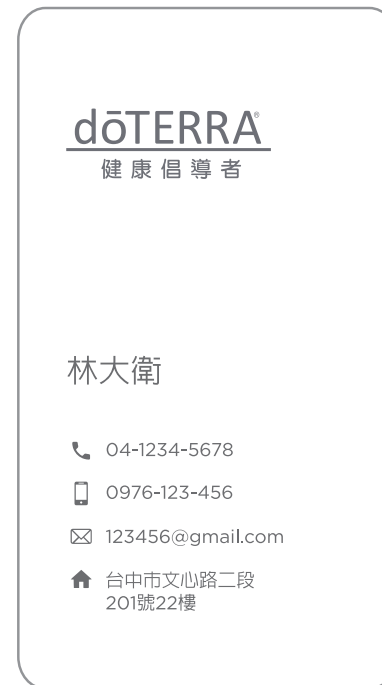 dōTERRA®
健康倡導者
林大衛
04-1234-5678
0976-123-456
123456@gmail.com
台中市文心路二段
201號22樓